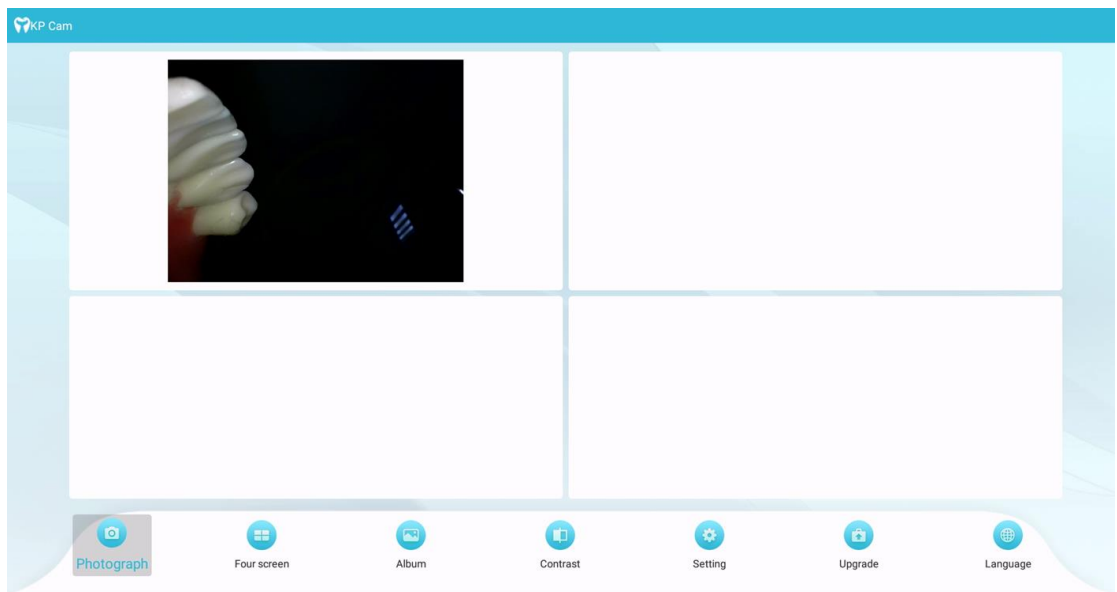 KP Cam
Photograph
Four screen
Album
Contrast
Setting
Upgrade
Language